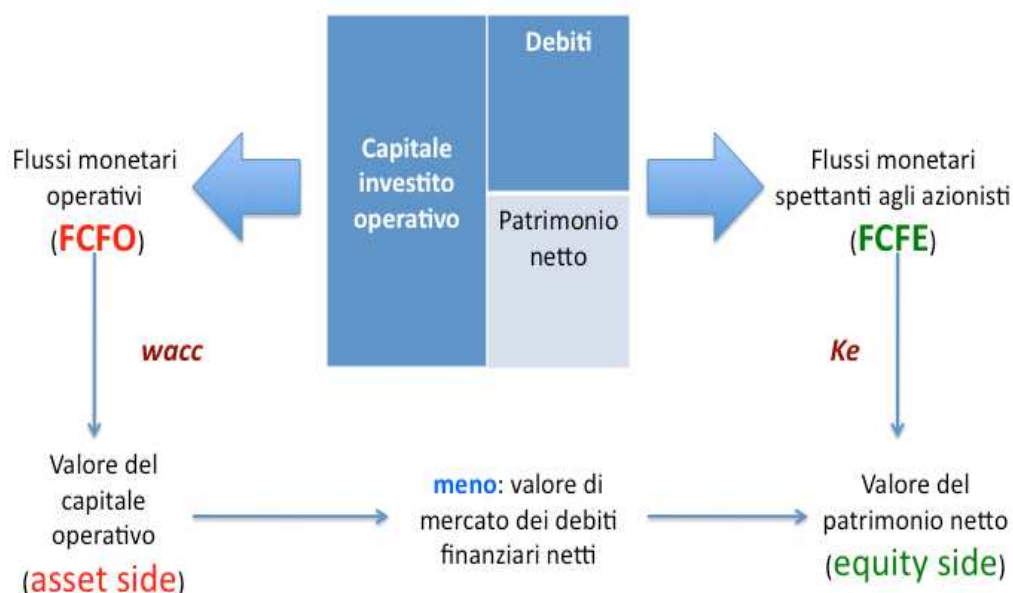 Debiti
Capitale
investito
operativo
Patrimonio
netto
Flussi monetari
operativi
(FCFO)
Flussi monetari
spettanti agli azionisti
(FCFE)
wacc
Ke
Valore del
capitale
operativo
(asset side)
meno: valore di
mercato dei debiti
finanziari netti
Valore del
patrimonio netto
(equity side)